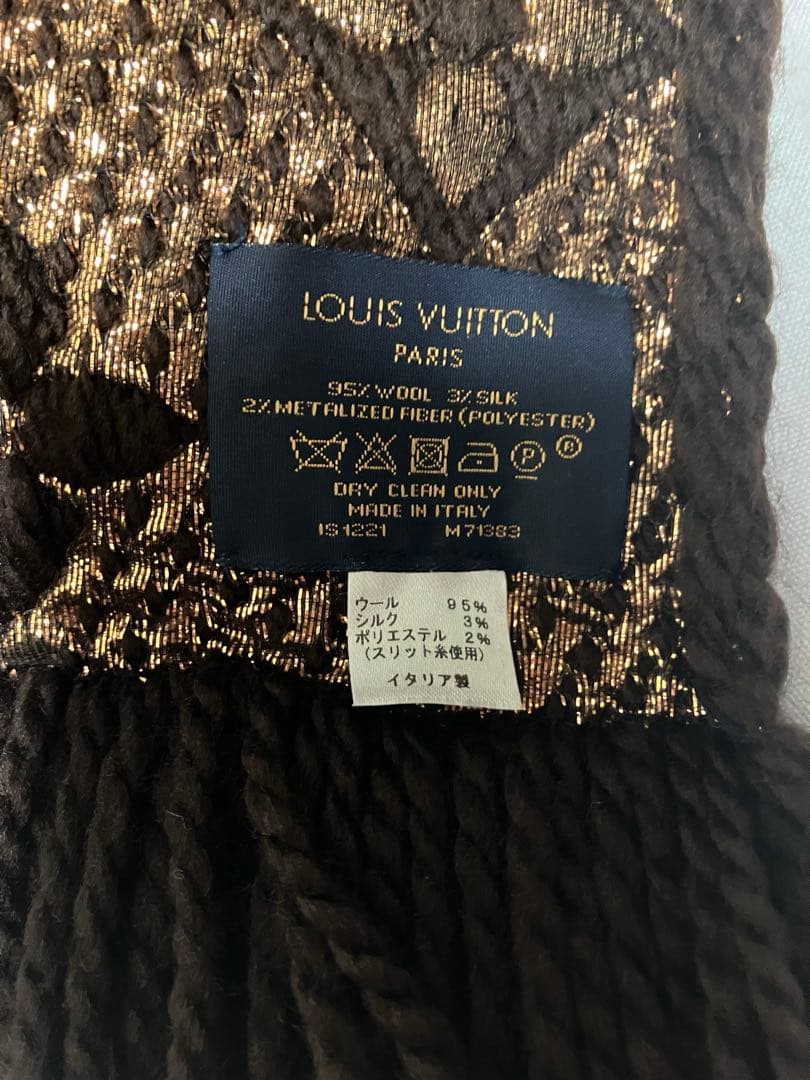 LOUIS VUITTON
PARIS
95% WOOL 3% SILK
2% METALIZED FIBER (POLYESTER)
P ®
DRY CLEAN ONLY
MADE IN ITALY
IS1221 M71383
ウール 95%
シルク 3%
ポリエステル 2%
(スリット糸使用)
イタリア製